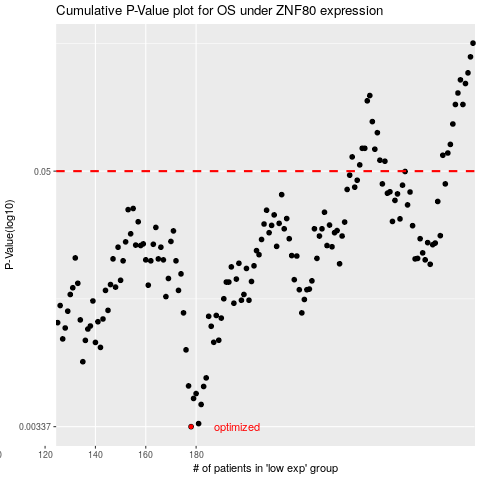 Cumulative P-Value plot for OS under ZNF80 expression
P-Value(log10)
0.05
0.00337
optimized
0 120 140 160 180
# of patients in 'low exp' group